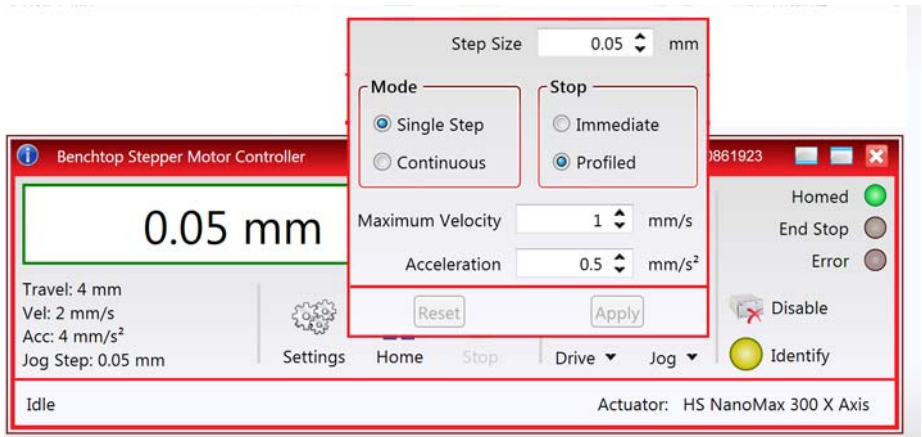 Step Size 0.05 mm
Mode
Single Step
Continuous
Stop
Immediate
Profiled
Maximum Velocity 1 mm/s
Acceleration 0.5 mm/s²
Reset Apply
Benchtop Stepper Motor Controller 0861923
0.05 mm
Homed
End Stop
Error
Travel: 4 mm
Vel: 2 mm/s
Acc: 4 mm/s²
Jog Step: 0.05 mm
Settings Home Stop Drive Jog
Disable
Identify
Idle Actuator: HS NanoMax 300 X Axis